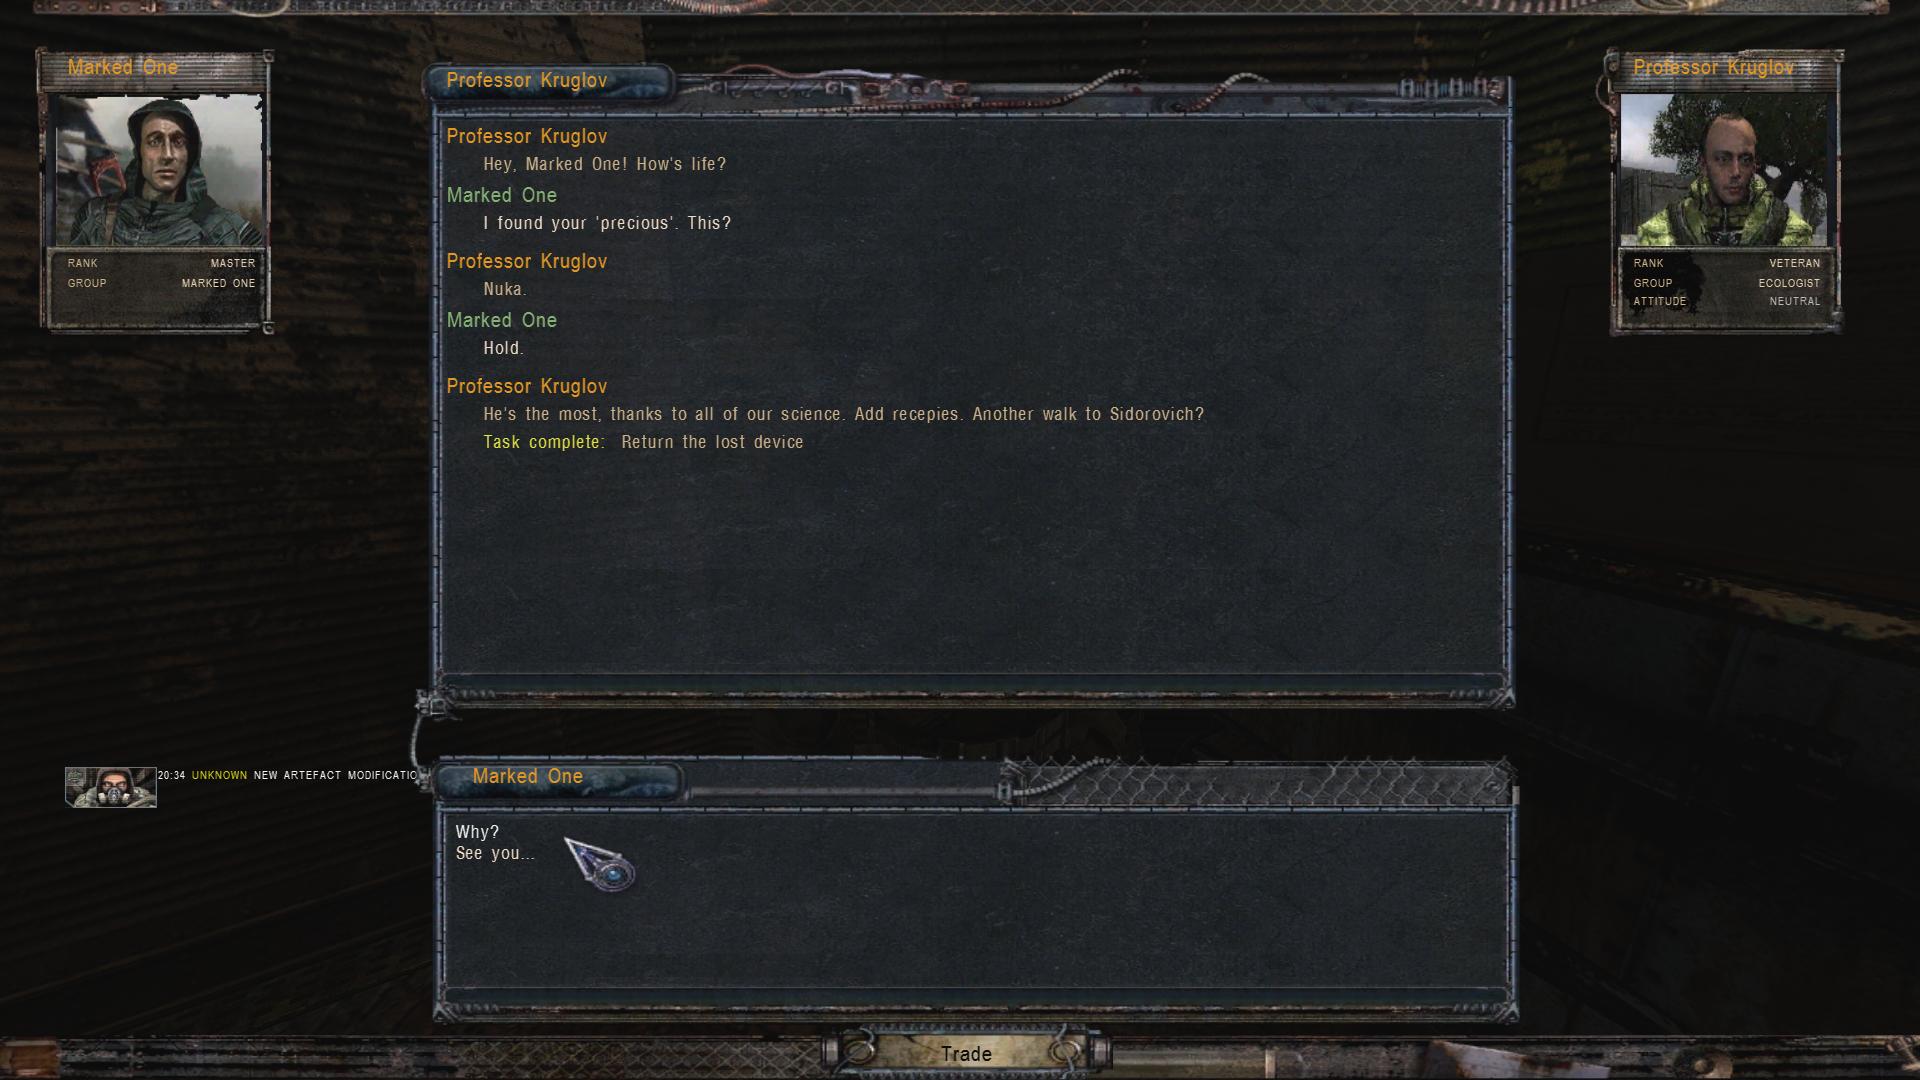 Marked One
RANK MASTER
GROUP MARKED ONE
Professor Kruglov
Professor Kruglov
Hey, Marked One! How's life?
Marked One
I found your 'precious'. This?
Professor Kruglov
Nuka.
Marked One
Hold.
Professor Kruglov
He's the most, thanks to all of our science. Add recepies. Another walk to Sidorovich?
Task complete: Return the lost device
Professor Kruglov
RANK VETERAN
GROUP ECOLOGIST
ATTITUDE NEUTRAL
20:34 UNKNOWN NEW ARTEFACT MODIFICATIO
Marked One
Why?
See you...
Trade